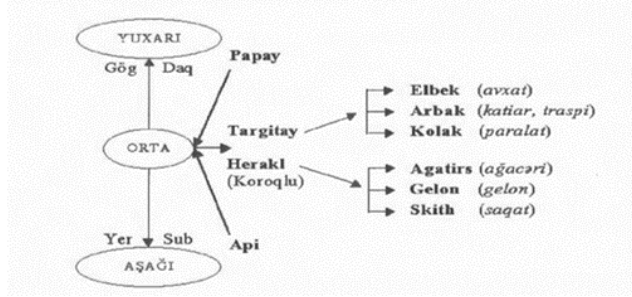 YUXARI
Gög Daq
Papay
Elbek (avxat)
Arbak (katiar, traspi)
Kolak (paralat)
Targitay
ORTA
Herakl
(Koroqlu)
Agatirs (ağacəri)
Gelon (gelon)
Skith (saqat)
Yer Sub
Api
AŞAĞI